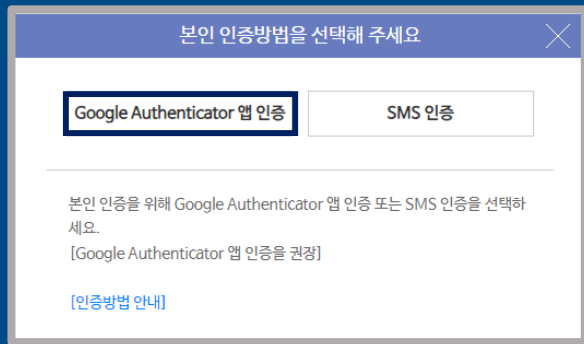 본인 인증방법을 선택해 주세요
Google Authenticator 앱 인증
SMS 인증
본인 인증을 위해 Google Authenticator 앱 인증 또는 SMS 인증을 선택하
세요.
[Google Authenticator 앱 인증을 권장]
[인증방법 안내]